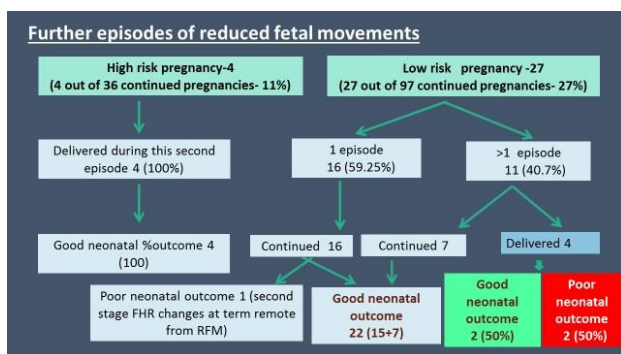 Further episodes of reduced fetal movements
High risk pregnancy-4
(4 out of 36 continued pregnancies- 11%)
Low risk pregnancy -27
(27 out of 97 continued pregnancies- 27%)
Delivered during this second
episode 4 (100%)
1 episode
16 (59.25%)
>1 episode
11 (40.7%)
Good neonatal %outcome 4
(100)
Continued 16
Continued 7
Delivered 4
Poor neonatal outcome 1 (second
stage FHR changes at term remote
from RFM)
Good neonatal
outcome
22 (15+7)
Good
neonatal
outcome
2 (50%)
Poor
neonatal
outcome
2 (50%)